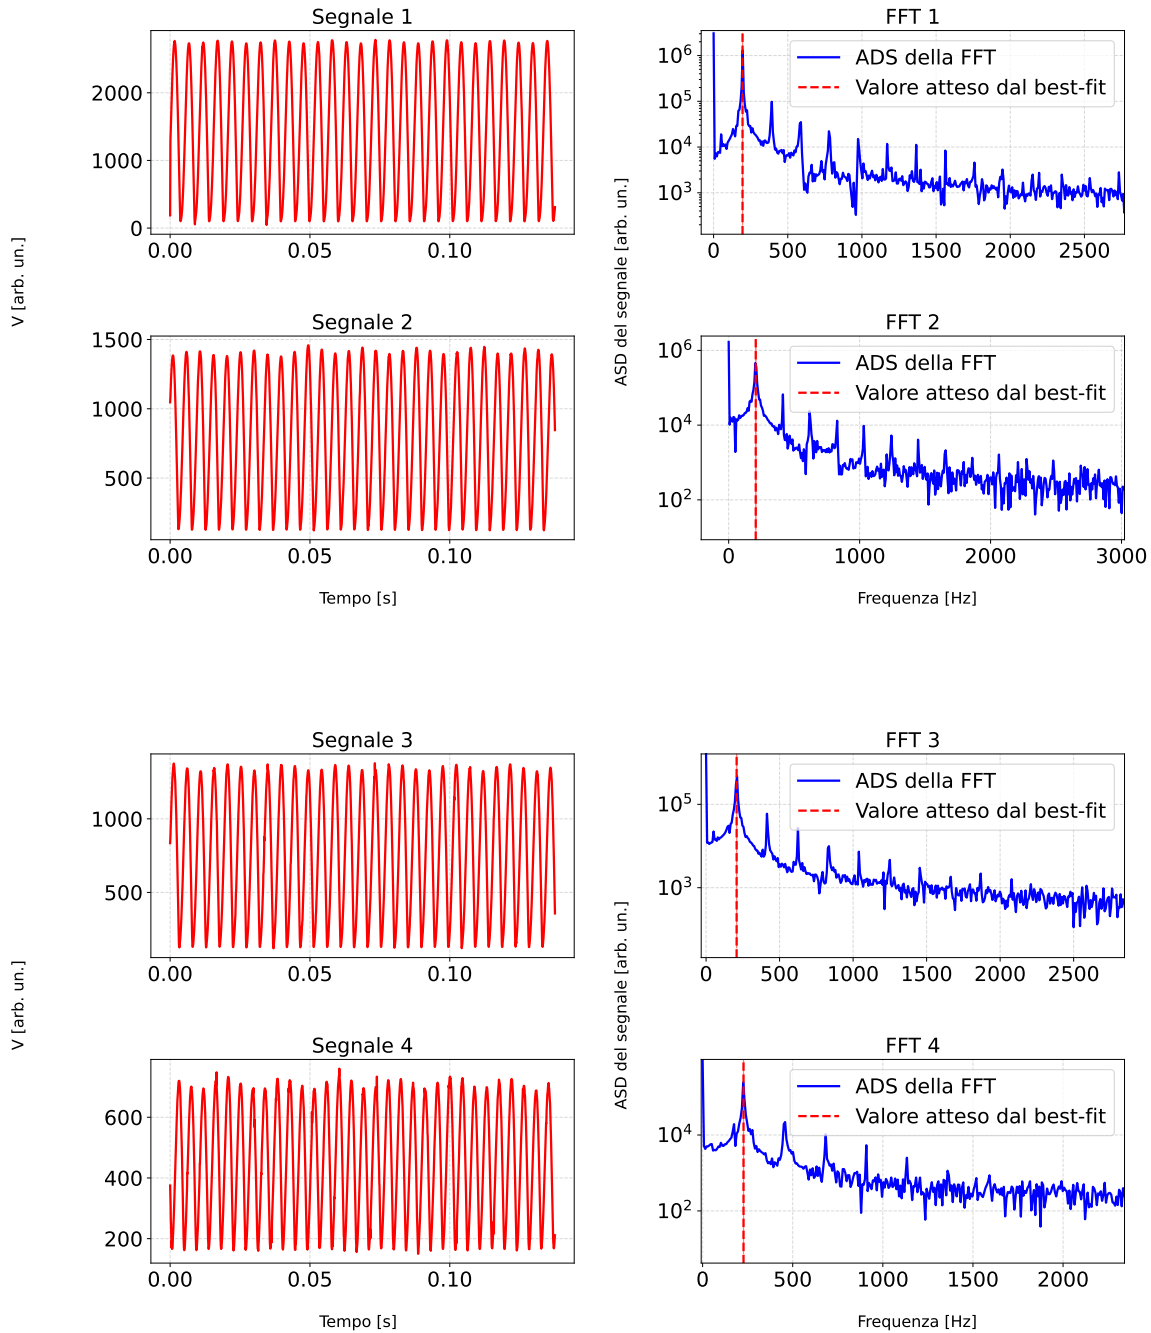 Segnale 1
FFT 1
2000
1000
0
0.00 0.05 0.10
10^6
10^5
10^4
10^3
0 500 1000 1500 2000 2500
ADS della FFT
Valore atteso dal best-fit
V [arb. un.]
ASD del segnale [arb. un.]
Segnale 2
FFT 2
1500
1000
500
0.00 0.05 0.10
10^6
10^4
10^2
0 1000 2000 3000
ADS della FFT
Valore atteso dal best-fit
Tempo [s]
Frequenza [Hz]
Segnale 3
FFT 3
1000
500
0.00 0.05 0.10
10^5
10^3
0 500 1000 1500 2000 2500
ADS della FFT
Valore atteso dal best-fit
V [arb. un.]
ASD del segnale [arb. un.]
Segnale 4
FFT 4
600
400
200
0.00 0.05 0.10
10^4
10^2
0 500 1000 1500 2000
ADS della FFT
Valore atteso dal best-fit
Tempo [s]
Frequenza [Hz]